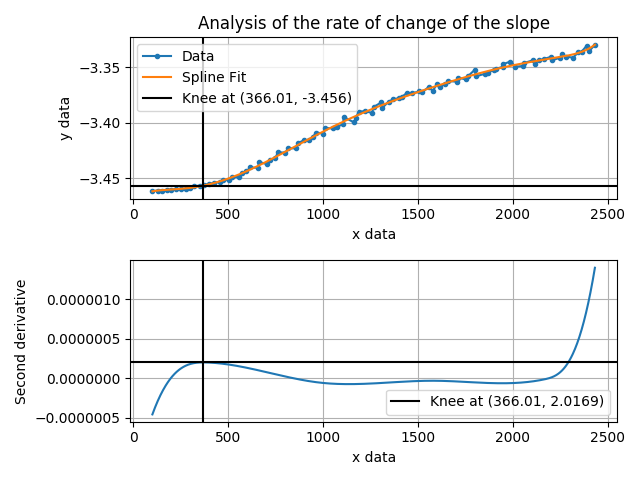 Analysis of the rate of change of the slope
Data
Spline Fit
Knee at (366.01, -3.456)
y data
−3.35
−3.40
−3.45
0 500 1000 1500 2000 2500
x data
Second derivative
0.0000010
0.0000005
0.0000000
−0.0000005
Knee at (366.01, 2.0169)
0 500 1000 1500 2000 2500
x data